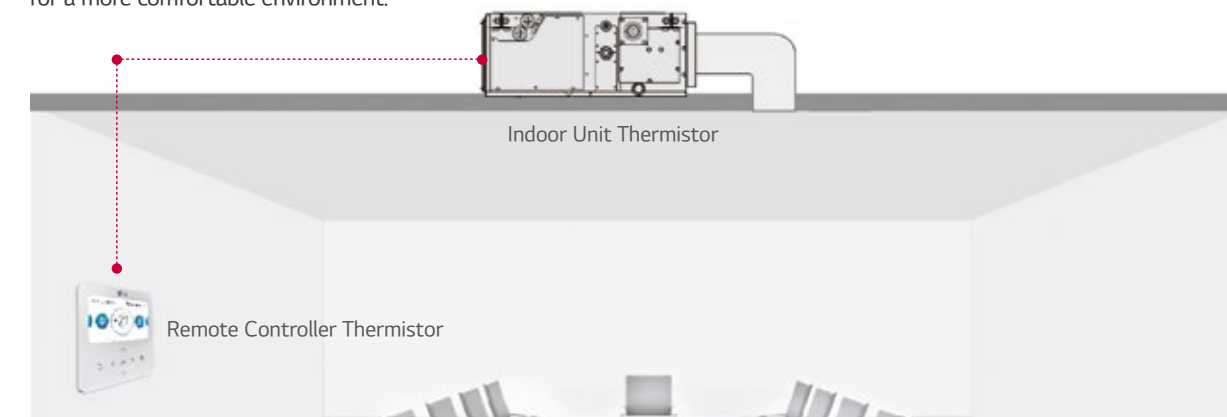 for a more comfortable environment.
Indoor Unit Thermistor
Remote Controller Thermistor